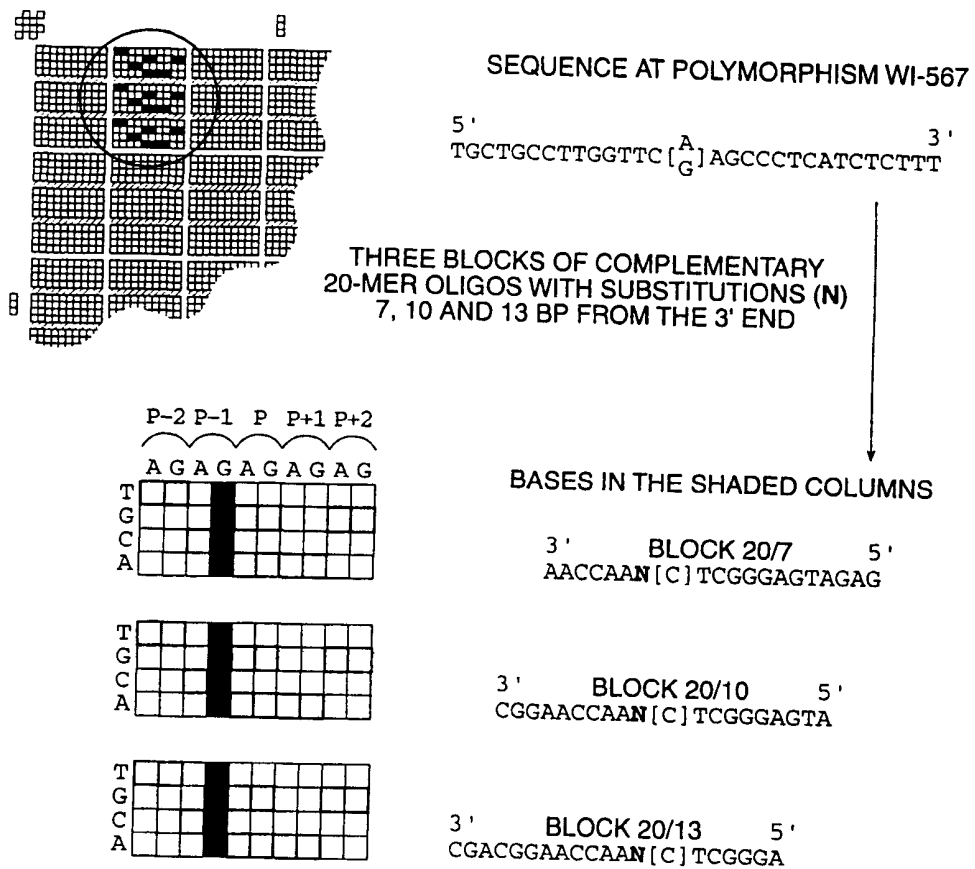 SEQUENCE AT POLYMORPHISM WI-567
5' 3'
TGCTGCCTTGGTTC[A/G]AGCCCTCATCTCTTT
THREE BLOCKS OF COMPLEMENTARY
20-MER OLIGOS WITH SUBSTITUTIONS (N)
7, 10 AND 13 BP FROM THE 3' END
P-2 P-1 P P+1 P+2
A G A G A G A G A G
T
G
C
A
BASES IN THE SHADED COLUMNS
3' BLOCK 20/7 5'
AACCAAN[C]TCGGGAGTAGAG
T
G
C
A
3' BLOCK 20/10 5'
CGGAACCAAN[C]TCGGGAGTA
T
G
C
A
3' BLOCK 20/13 5'
CGACGGAACCAAN[C]TCGGGA